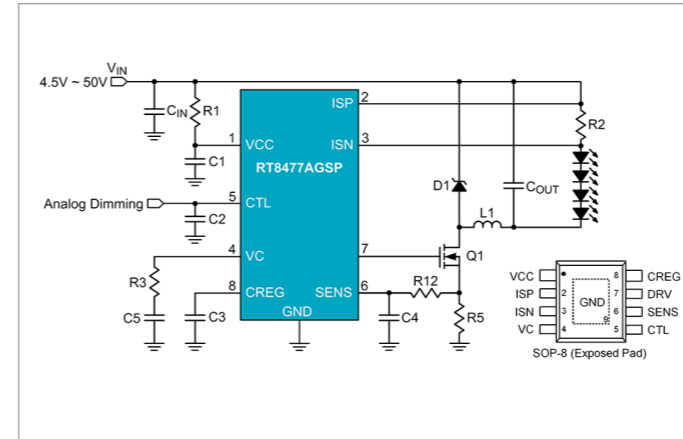 VIN
4.5V ~ 50V
CIN
R1
1
VCC
C1
RT8477AGSP
ISP
2
ISN
3
R2
D1
COUT
L1
Analog Dimming
5
CTL
C2
4
VC
7
Q1
R3
8
CREG
SENS
6
R12
GND
C5
C3
C4
R5
VCC
8
CREG
ISP
2
7
DRV
GND
ISN
3
6
SENS
9
VC
4
5
CTL
SOP-8 (Exposed Pad)